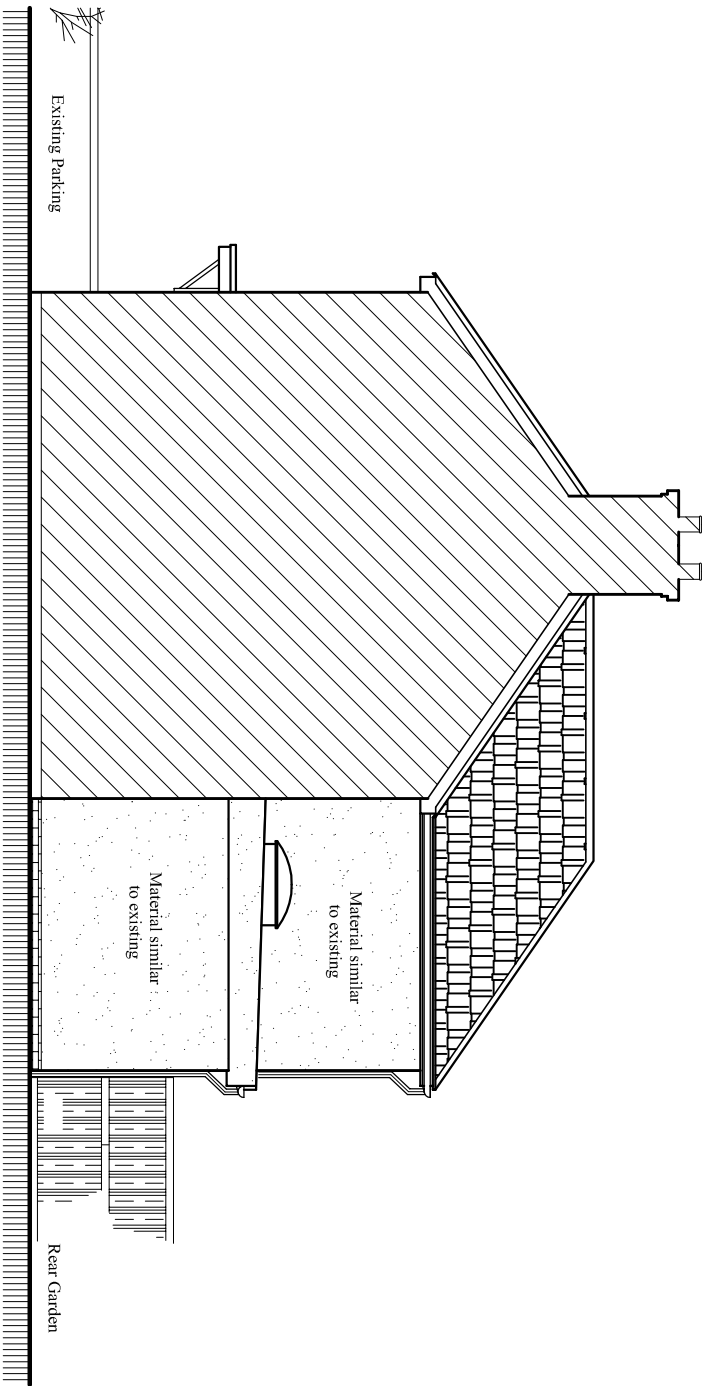 Existing Parking
Material similar
to existing
Material similar
to existing
Rear Garden